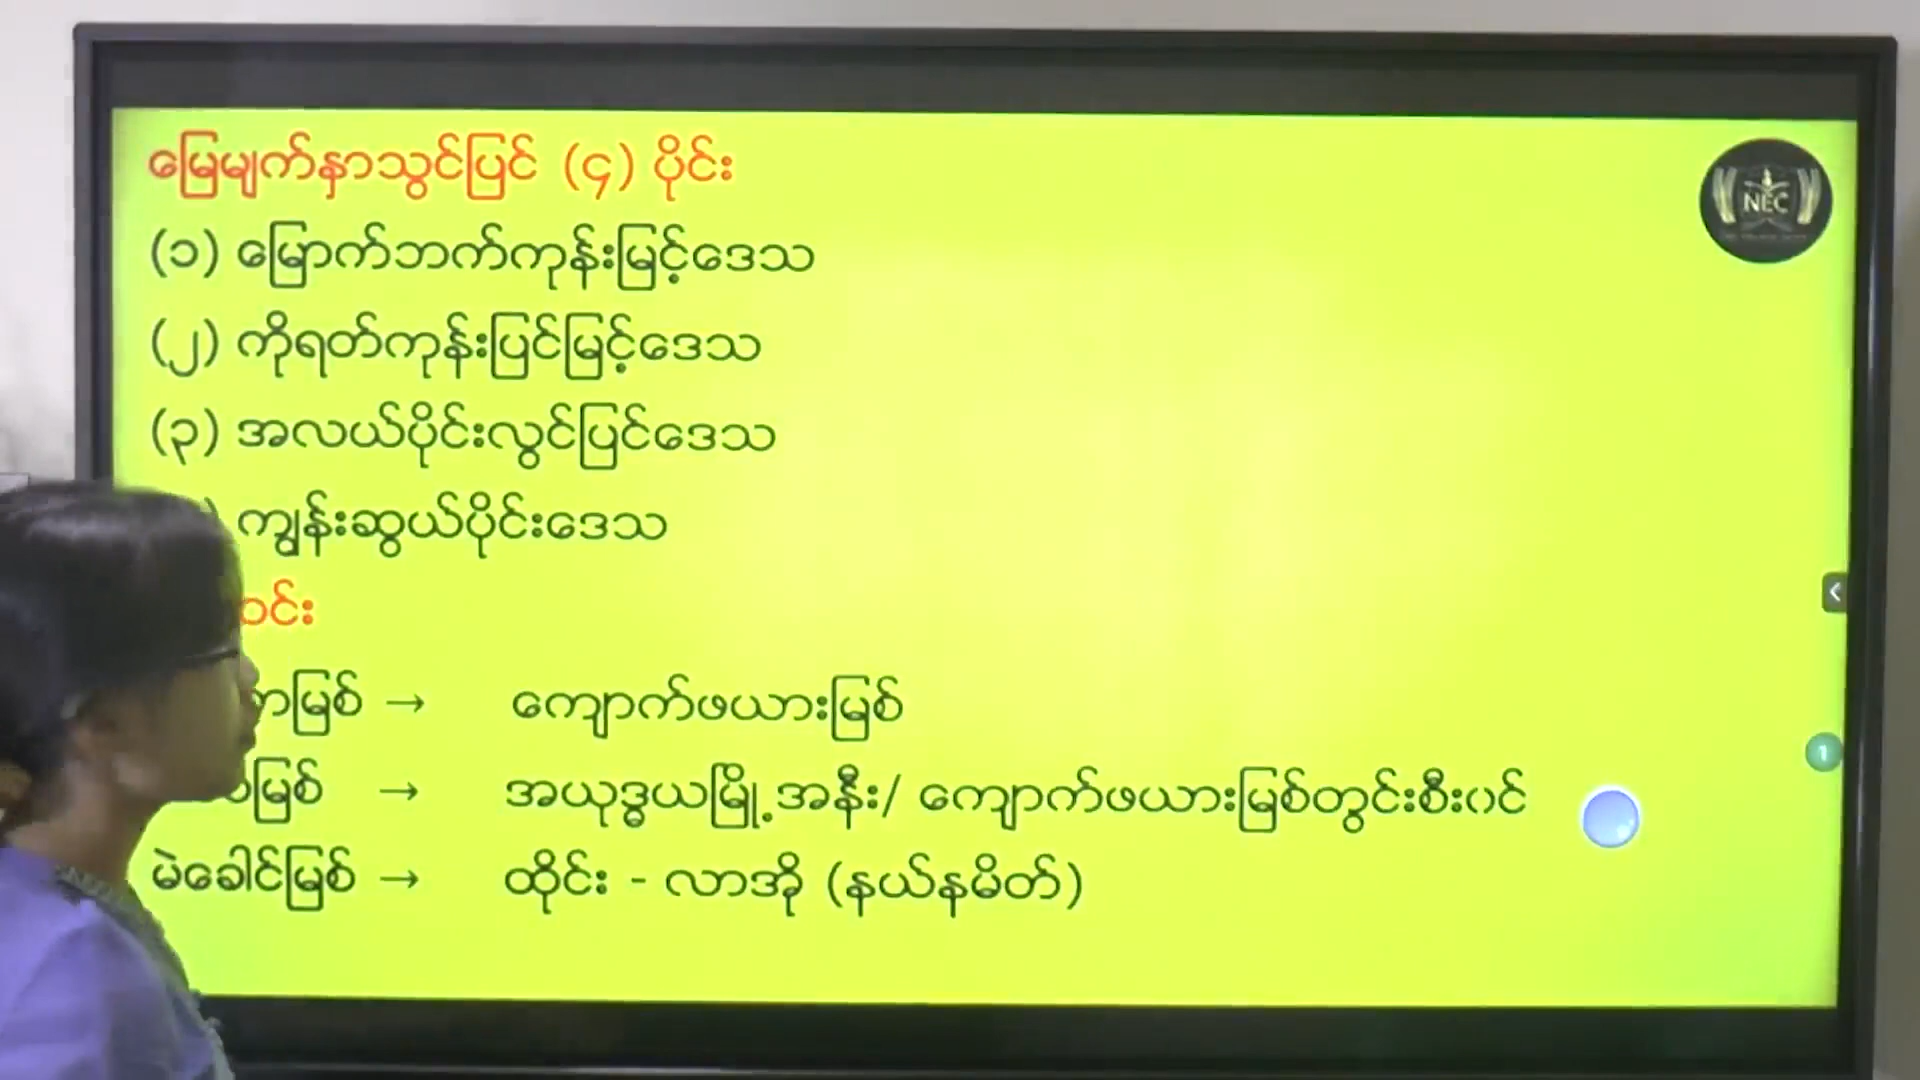 မြေမျက်နှာသွင်ပြင် (၄) ပိုင်း
NEC
(၁) မြောက်ဘက်ကုန်းမြင့်ဒေသ
(၂) ကိုရတ်ကုန်းပြင်မြင့်ဒေသ
(၃) အလယ်ပိုင်းလွင်ပြင်ဒေသ
ကျွန်းဆွယ်ပိုင်းဒေသ
မြစ် → ကျောက်ဖယားမြစ်
မြစ် → အယုဒ္ဓယမြို့အနီး/ ကျောက်ဖယားမြစ်တွင်းစီးဝင်
မဲခေါင်မြစ် → ထိုင်း - လာအို (နယ်နမိတ်)
1